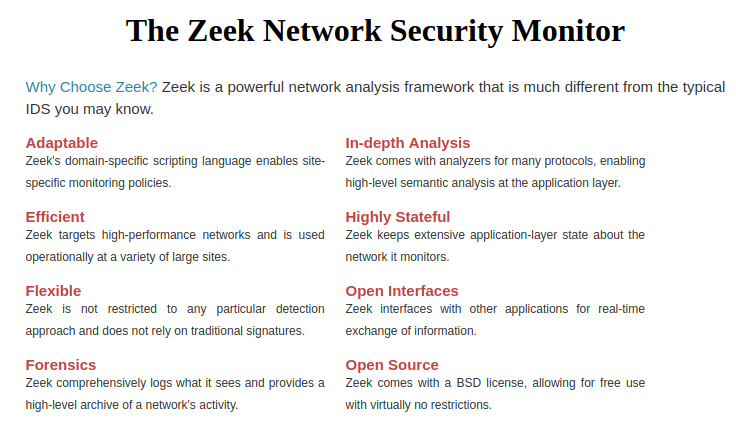 The Zeek Network Security Monitor
Why Choose Zeek? Zeek is a powerful network analysis framework that is much different from the typical
IDS you may know.
Adaptable
Zeek's domain-specific scripting language enables site-
specific monitoring policies.
In-depth Analysis
Zeek comes with analyzers for many protocols, enabling
high-level semantic analysis at the application layer.
Efficient
Zeek targets high-performance networks and is used
operationally at a variety of large sites.
Highly Stateful
Zeek keeps extensive application-layer state about the
network it monitors.
Flexible
Zeek is not restricted to any particular detection
approach and does not rely on traditional signatures.
Open Interfaces
Zeek interfaces with other applications for real-time
exchange of information.
Forensics
Zeek comprehensively logs what it sees and provides a
high-level archive of a network's activity.
Open Source
Zeek comes with a BSD license, allowing for free use
with virtually no restrictions.